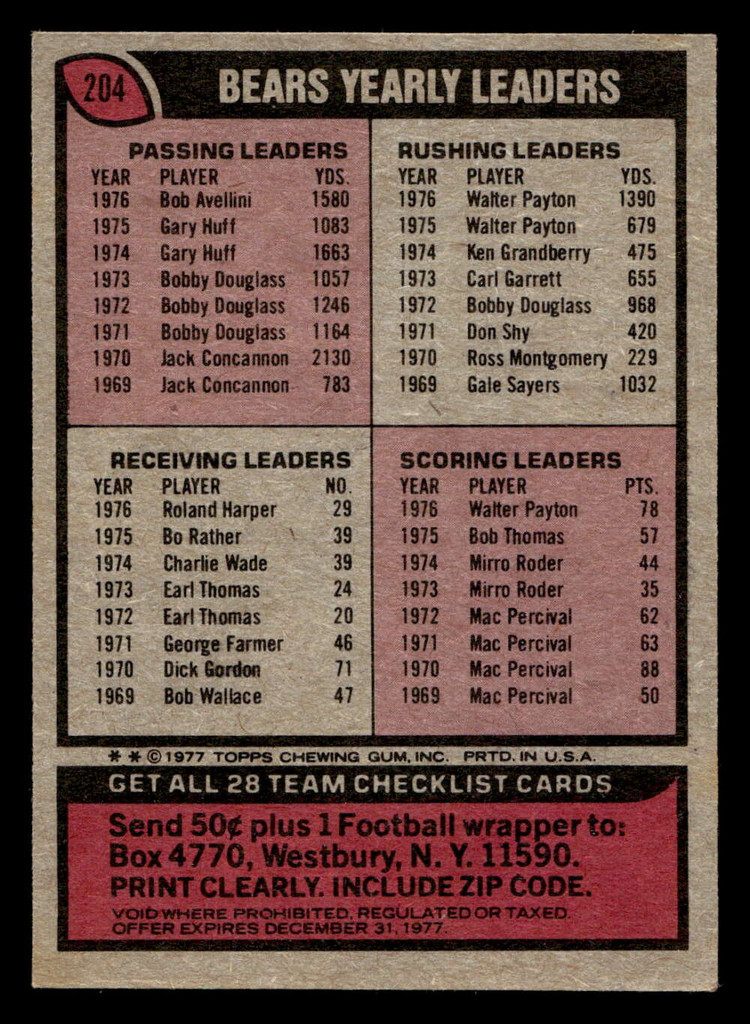 204
BEARS YEARLY LEADERS
PASSING LEADERS
YEAR PLAYER YDS.
1976 Bob Avellini 1580
1975 Gary Huff 1083
1974 Gary Huff 1663
1973 Bobby Douglass 1057
1972 Bobby Douglass 1246
1971 Bobby Douglass 1164
1970 Jack Concannon 2130
1969 Jack Concannon 783
RUSHING LEADERS
YEAR PLAYER YDS.
1976 Walter Payton 1390
1975 Walter Payton 679
1974 Ken Grandberry 475
1973 Carl Garrett 655
1972 Bobby Douglass 968
1971 Don Shy 420
1970 Ross Montgomery 229
1969 Gale Sayers 1032
RECEIVING LEADERS
YEAR PLAYER NO.
1976 Roland Harper 29
1975 Bo Rather 39
1974 Charlie Wade 39
1973 Earl Thomas 24
1972 Earl Thomas 20
1971 George Farmer 46
1970 Dick Gordon 71
1969 Bob Wallace 47
SCORING LEADERS
YEAR PLAYER PTS.
1976 Walter Payton 78
1975 Bob Thomas 57
1974 Mirro Roder 44
1973 Mirro Roder 35
1972 Mac Percival 62
1971 Mac Percival 63
1970 Mac Percival 88
1969 Mac Percival 50
* * © 1977 TOPPS CHEWING GUM, INC. PRTD. IN U.S.A.
GET ALL 28 TEAM CHECKLIST CARDS
Send 50¢ plus 1 Football wrapper to:
Box 4770, Westbury, N. Y. 11590.
PRINT CLEARLY. INCLUDE ZIP CODE.
VOID WHERE PROHIBITED, REGULATED OR TAXED.
OFFER EXPIRES DECEMBER 31, 1977.